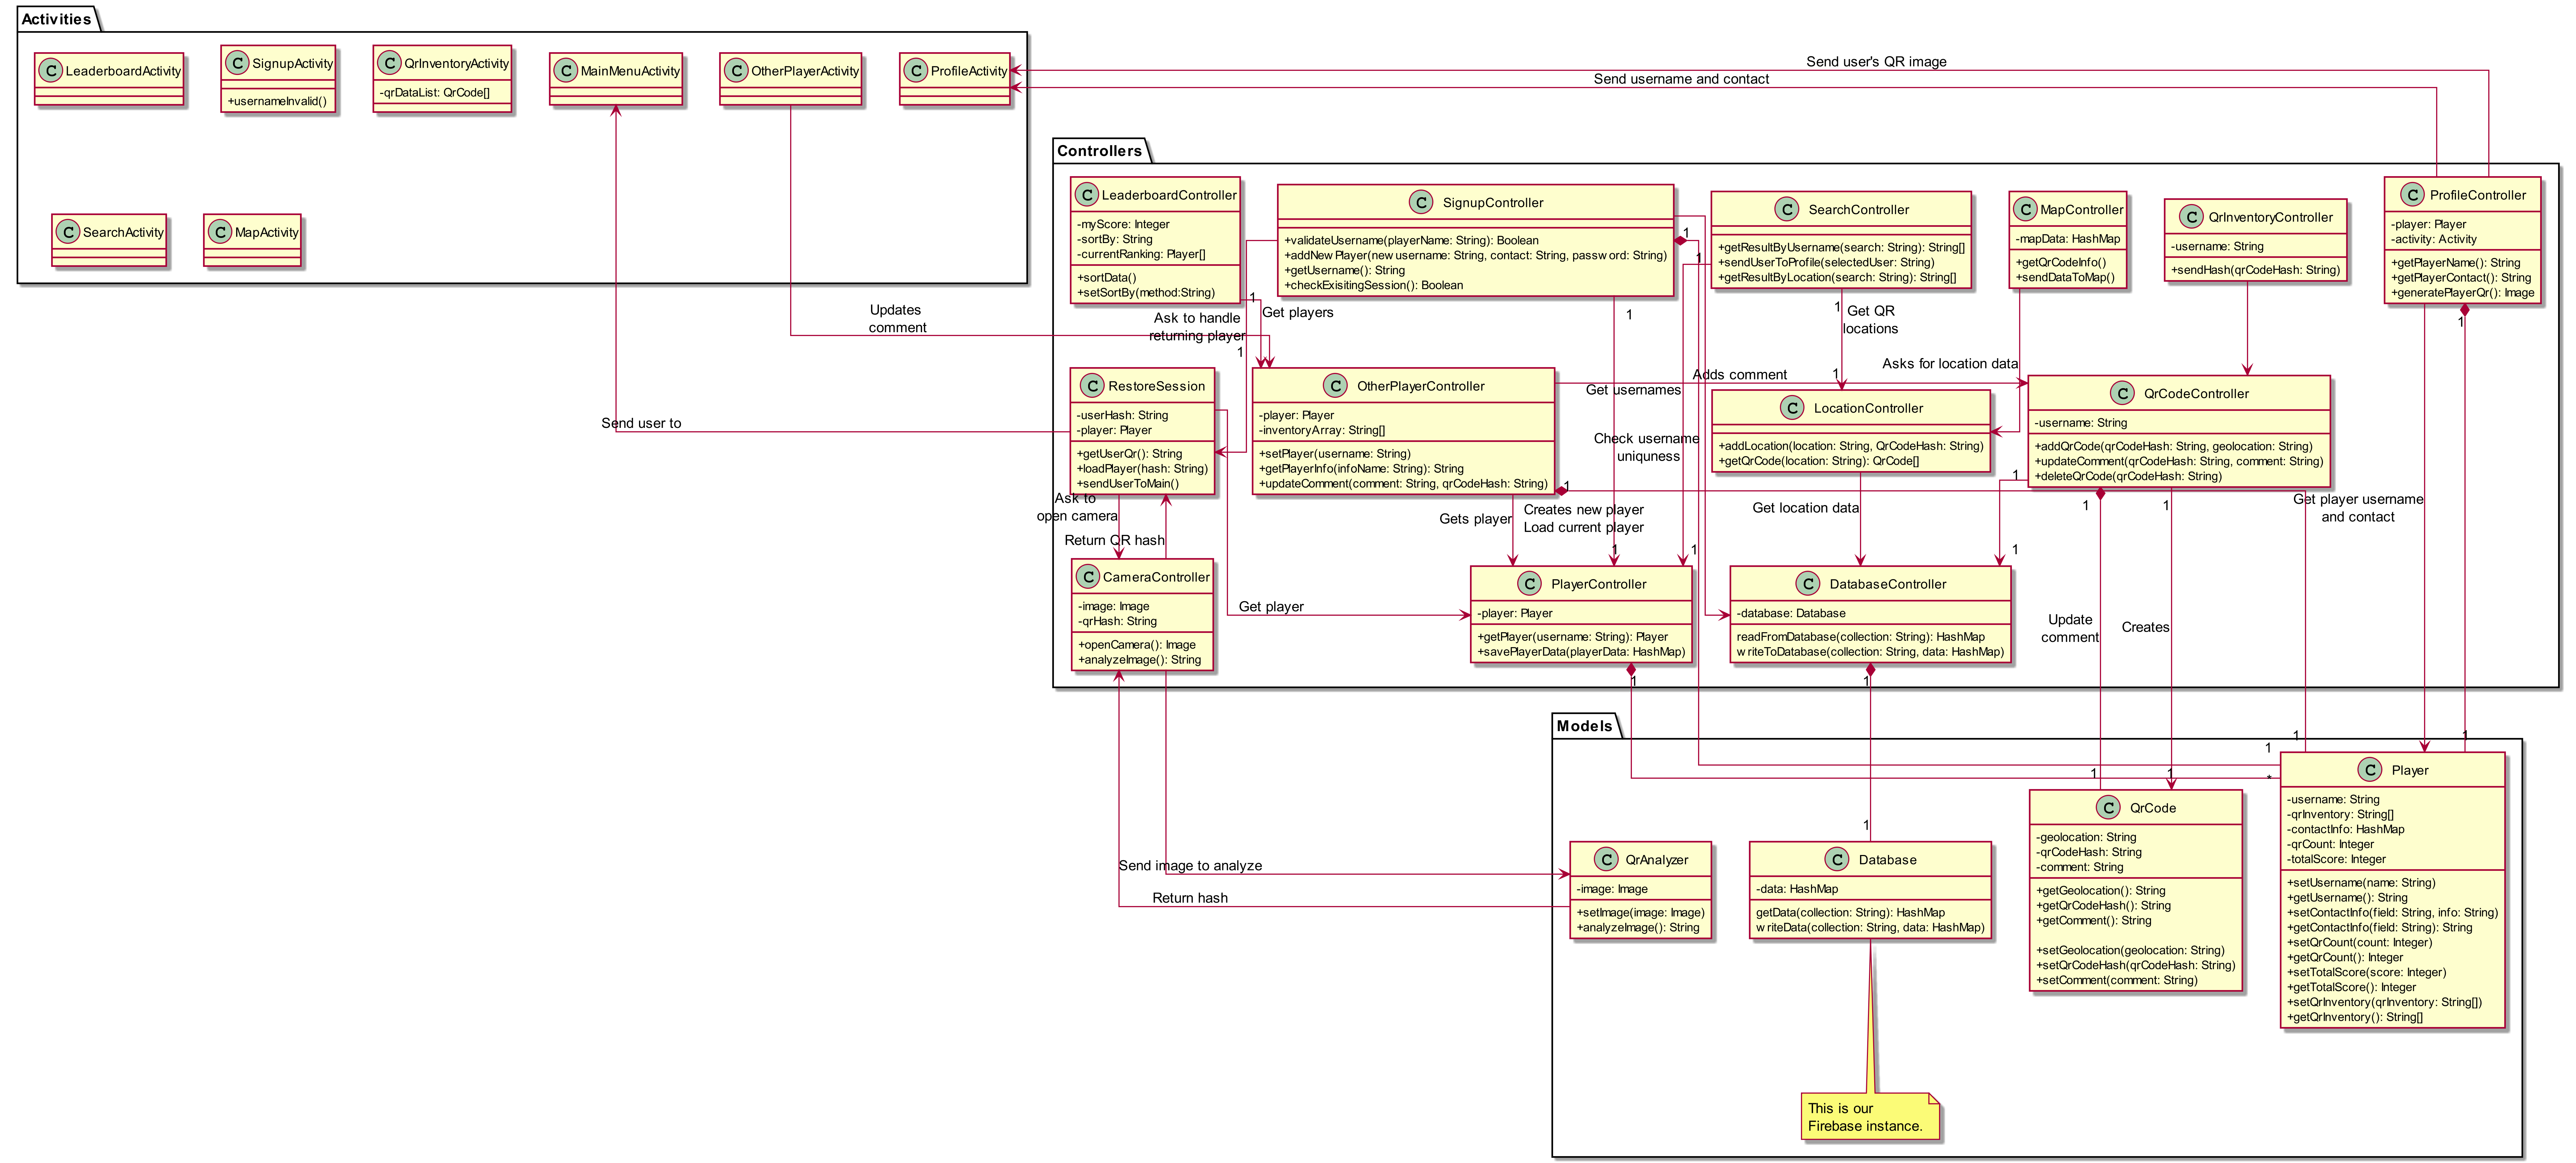 Activities
C LeaderboardActivity
C SignupActivity
+usernameInvalid()
C QrInventoryActivity
-qrDataList: QrCode[]
C MainMenuActivity
C OtherPlayerActivity
C ProfileActivity
C SearchActivity
C MapActivity
Send user's QR image
Send username and contact
Controllers
C LeaderboardController
-myScore: Integer
-sortBy: String
-currentRanking: Player[]
+sortData()
+setSortBy(method:String)
C SignupController
+validateUsername(playerName: String): Boolean
+addNewPlayer(newusername: String, contact: String, password: String)
+getUsername(): String
+checkExisitingSession(): Boolean
C SearchController
+getResultByUsername(search: String): String[]
+sendUserToProfile(selectedUser: String)
+getResultByLocation(search: String): String[]
C MapController
-mapData: HashMap
+getQrCodeInfo()
+sendDataToMap()
C QrInventoryController
-username: String
+sendHash(qrCodeHash: String)
C ProfileController
-player: Player
-activity: Activity
+getPlayerName(): String
+getPlayerContact(): String
+generatePlayerQr(): Image
1
1
1
1
1
1
Updates
comment
Ask to handle
returning player
Get players
Get QR
locations
1
Asks for location data
Adds comment
1
Get usernames
C RestoreSession
-userHash: String
-player: Player
+getUserQr(): String
+loadPlayer(hash: String)
+sendUserToMain()
C OtherPlayerController
-player: Player
-inventoryArray: String[]
+setPlayer(username: String)
+getPlayerInfo(infoName: String): String
+updateComment(comment: String, qrCodeHash: String)
C LocationController
+addLocation(location: String, QrCodeHash: String)
+getQrCode(location: String): QrCode[]
C QrCodeController
-username: String
+addQrCode(qrCodeHash: String, geolocation: String)
+updateComment(qrCodeHash: String, comment: String)
+deleteQrCode(qrCodeHash: String)
Send user to
Check username
uniquness
1
1
1
1
Ask to
open camera
Return QR hash
Gets player
Creates new player
Load current player
Get location data
Get player username
and contact
1
1
1
C CameraController
-image: Image
-qrHash: String
+openCamera(): Image
+analyzeImage(): String
Get player
C PlayerController
-player: Player
+getPlayer(username: String): Player
+savePlayerData(playerData: HashMap)
C DatabaseController
-database: Database
readFromDatabase(collection: String): HashMap
writeToDatabase(collection: String, data: HashMap)
Update
comment
Creates
1
1
Models
1
1
1
1
1
*
Send image to analyze
Return hash
C QrAnalyzer
-image: Image
+setImage(image: Image)
+analyzeImage(): String
1
C Database
-data: HashMap
getData(collection: String): HashMap
writeData(collection: String, data: HashMap)
C QrCode
-geolocation: String
-qrCodeHash: String
-comment: String
+getGeolocation(): String
+getQrCodeHash(): String
+getComment(): String
+setGeolocation(geolocation: String)
+setQrCodeHash(qrCodeHash: String)
+setComment(comment: String)
C Player
-username: String
-qrInventory: String[]
-contactInfo: HashMap
-qrCount: Integer
-totalScore: Integer
+setUsername(name: String)
+getUsername(): String
+setContactInfo(field: String, info: String)
+getContactInfo(field: String): String
+setQrCount(count: Integer)
+getQrCount(): Integer
+setTotalScore(score: Integer)
+getTotalScore(): Integer
+setQrInventory(qrInventory: String[])
+getQrInventory(): String[]
This is our
Firebase instance.